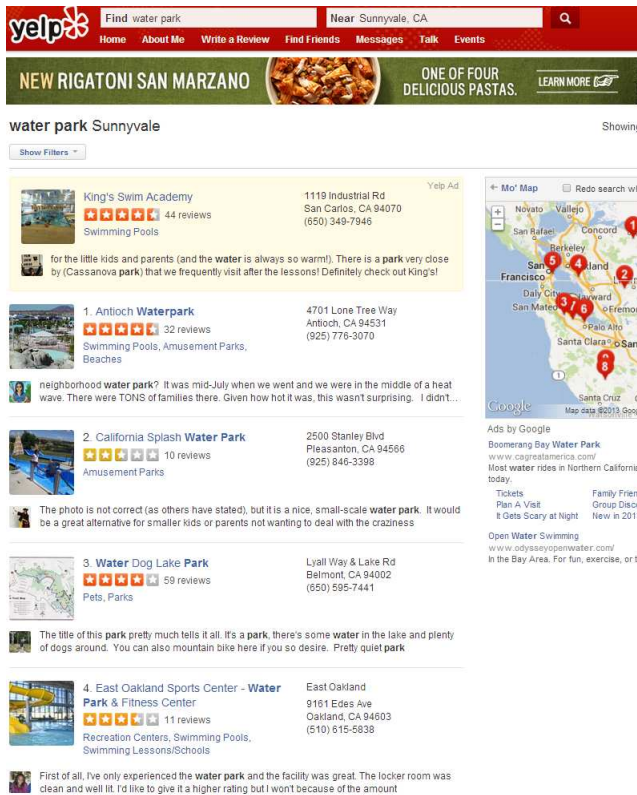 yelp
Find water park
Near Sunnyvale, CA
Home About Me Write a Review Find Friends Messages Talk Events
NEW RIGATONI SAN MARZANO
ONE OF FOUR
DELICIOUS PASTAS.
LEARN MORE
water park Sunnyvale
Showing
Show Filters
Yelp Ad
King's Swim Academy
44 reviews
Swimming Pools
1119 Industrial Rd
San Carlos, CA 94070
(650) 349-7946
for the little kids and parents (and the water is always so warm!). There is a park very close
by (Cassanova park) that we frequently visit after the lessons! Definitely check out King's!
1. Antioch Waterpark
32 reviews
Swimming Pools, Amusement Parks,
Beaches
4701 Lone Tree Way
Antioch, CA 94531
(925) 776-3070
neighborhood water park? It was mid-July when we went and we were in the middle of a heat
wave. There were TONS of families there. Given how hot it was, this wasn't surprising. I didn't...
2. California Splash Water Park
10 reviews
Amusement Parks
2500 Stanley Blvd
Pleasanton, CA 94566
(925) 846-3398
The photo is not correct (as others have stated), but it is a nice, small-scale water park. It would
be a great alternative for smaller kids or parents not wanting to deal with the craziness
3. Water Dog Lake Park
59 reviews
Pets, Parks
Lyall Way & Lake Rd
Belmont, CA 94002
(650) 595-7441
The title of this park pretty much tells it all. It's a park, there's some water in the lake and plenty
of dogs around. You can also mountain bike here if you so desire. Pretty quiet park
4. East Oakland Sports Center - Water
Park & Fitness Center
11 reviews
Recreation Centers, Swimming Pools,
Swimming Lessons/Schools
East Oakland
9161 Edes Ave
Oakland, CA 94603
(510) 615-5838
First of all, I've only experienced the water park and the facility was great. The locker room was
clean and well lit. I'd like to give it a higher rating but I won't because of the amount
Mo' Map
Redo search
Novato Vallejo
San Rafael Concord
1
Berkeley
5 4
San
Francisco
2
Daly City
San Mateo
3 7 6
Palo Alto
Santa Clara San
8
1
Santa Cruz
Google
Map data ©2013
Ads by Google
Boomerang Bay Water Park
www.cagreatamerica.com/
Most water rides in Northern California
today.
Tickets
Plan A Visit
It Gets Scary at Night
Family
Group
New in
Open Water Swimming
www.odysseyopenwater.com/
In the Bay Area. For fun, exercise, or